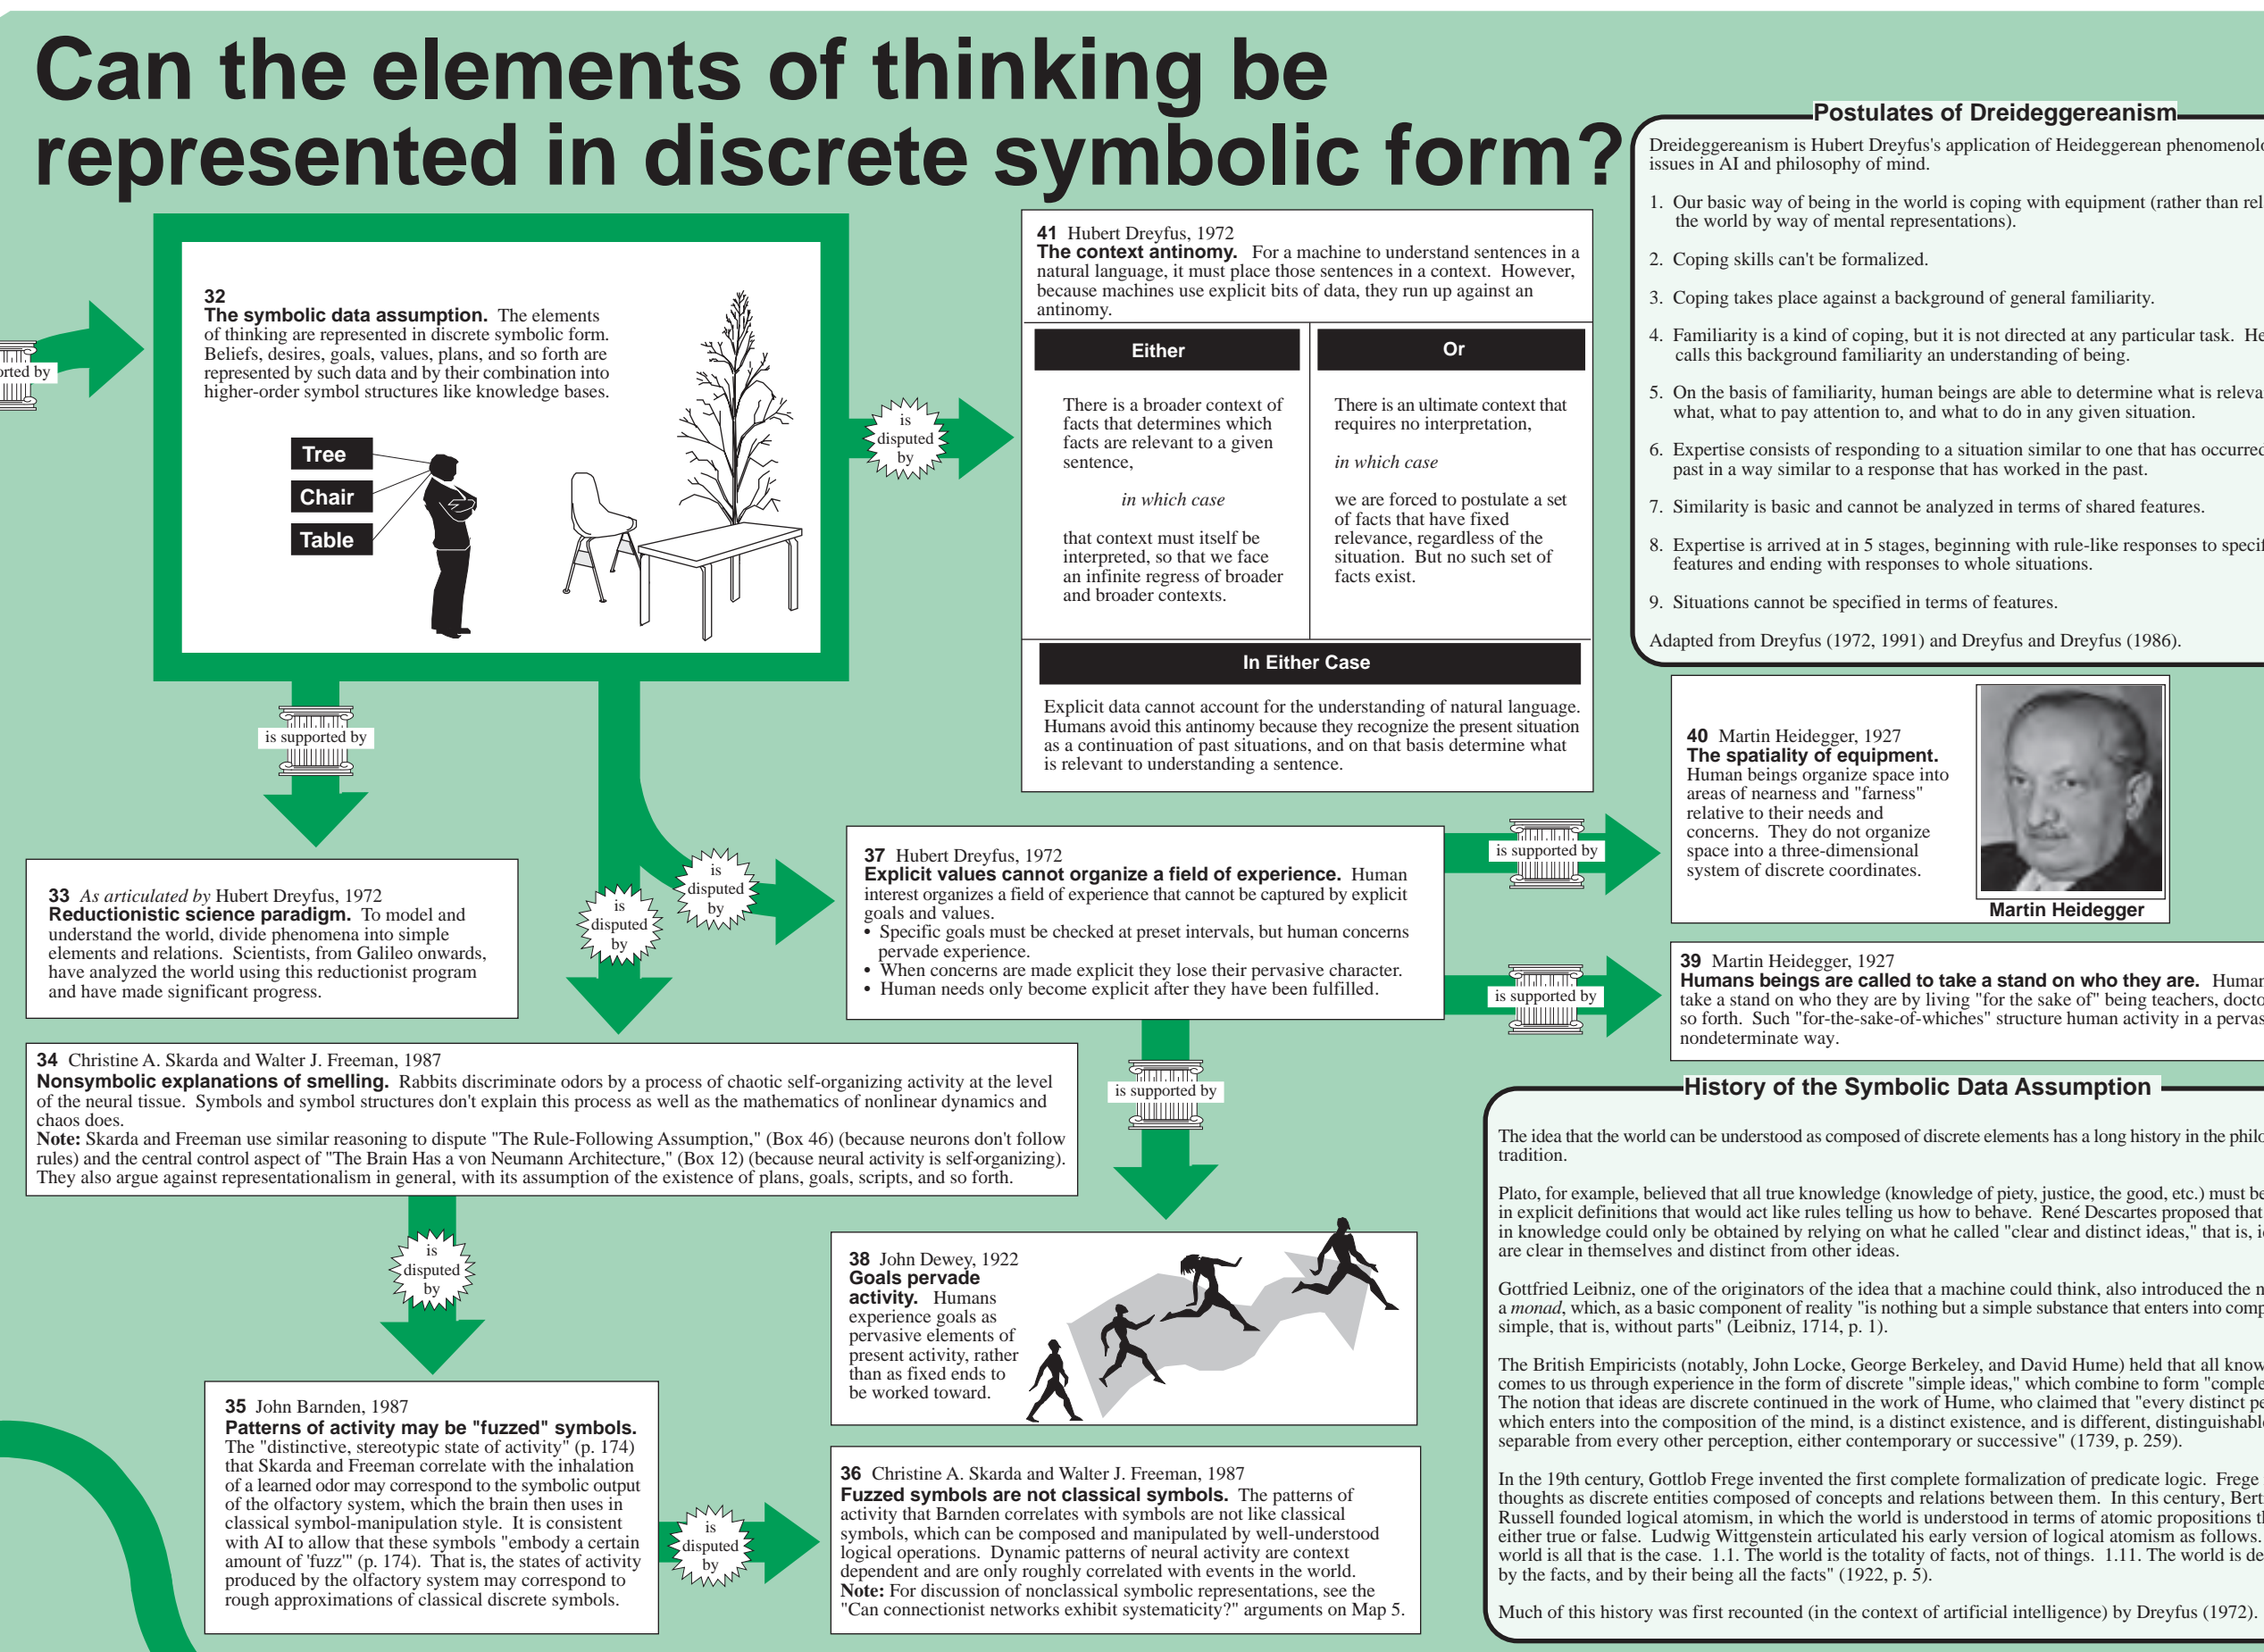 Can the elements of thinking be
represented in discrete symbolic form?
orted by
32
The symbolic data assumption. The elements
of thinking are represented in discrete symbolic form.
Beliefs, desires, goals, values, plans, and so forth are
represented by such data and by their combination into
higher-order symbol structures like knowledge bases.
Tree
Chair
Table
is
disputed
by
41 Hubert Dreyfus, 1972
The context antinomy. For a machine to understand sentences in a
natural language, it must place those sentences in a context. However,
because machines use explicit bits of data, they run up against an
antinomy.
Either
There is a broader context of
facts that determines which
facts are relevant to a given
sentence,
in which case
that context must itself be
interpreted, so that we face
an infinite regress of broader
and broader contexts.
Or
There is an ultimate context that
requires no interpretation,
in which case
we are forced to postulate a set
of facts that have fixed
relevance, regardless of the
situation. But no such set of
facts exist.
In Either Case
Explicit data cannot account for the understanding of natural language.
Humans avoid this antinomy because they recognize the present situation
as a continuation of past situations, and on that basis determine what
is relevant to understanding a sentence.
Postulates of Dreideggereanism
Dreideggereanism is Hubert Dreyfus's application of Heideggerean phenomenolo
issues in AI and philosophy of mind.
1. Our basic way of being in the world is coping with equipment (rather than rel
the world by way of mental representations).
2. Coping skills can't be formalized.
3. Coping takes place against a background of general familiarity.
4. Familiarity is a kind of coping, but it is not directed at any particular task. He
calls this background familiarity an understanding of being.
5. On the basis of familiarity, human beings are able to determine what is releva
what, what to pay attention to, and what to do in any given situation.
6. Expertise consists of responding to a situation similar to one that has occurred
past in a way similar to a response that has worked in the past.
7. Similarity is basic and cannot be analyzed in terms of shared features.
8. Expertise is arrived at in 5 stages, beginning with rule-like responses to specif
features and ending with responses to whole situations.
9. Situations cannot be specified in terms of features.
Adapted from Dreyfus (1972, 1991) and Dreyfus and Dreyfus (1986).
is supported by
is
disputed
by
is
disputed
by
33 As articulated by Hubert Dreyfus, 1972
Reductionistic science paradigm. To model and
understand the world, divide phenomena into simple
elements and relations. Scientists, from Galileo onwards,
have analyzed the world using this reductionist program
and have made significant progress.
37 Hubert Dreyfus, 1972
Explicit values cannot organize a field of experience. Human
interest organizes a field of experience that cannot be captured by explicit
goals and values.
• Specific goals must be checked at preset intervals, but human concerns
pervade experience.
• When concerns are made explicit they lose their pervasive character.
• Human needs only become explicit after they have been fulfilled.
is supported by
40 Martin Heidegger, 1927
The spatiality of equipment.
Human beings organize space into
areas of nearness and "farness"
relative to their needs and
concerns. They do not organize
space into a three-dimensional
system of discrete coordinates.
Martin Heidegger
is supported by
39 Martin Heidegger, 1927
Humans beings are called to take a stand on who they are. Human
take a stand on who they are by living "for the sake of" being teachers, docto
so forth. Such "for-the-sake-of-whiches" structure human activity in a pervas
nondeterminate way.
34 Christine A. Skarda and Walter J. Freeman, 1987
Nonsymbolic explanations of smelling. Rabbits discriminate odors by a process of chaotic self-organizing activity at the level
of the neural tissue. Symbols and symbol structures don't explain this process as well as the mathematics of nonlinear dynamics and
chaos does.
Note: Skarda and Freeman use similar reasoning to dispute "The Rule-Following Assumption," (Box 46) (because neurons don't follow
rules) and the central control aspect of "The Brain Has a von Neumann Architecture," (Box 12) (because neural activity is self-organizing).
They also argue against representationalism in general, with its assumption of the existence of plans, goals, scripts, and so forth.
is supported by
is
disputed
by
38 John Dewey, 1922
Goals pervade
activity. Humans
experience goals as
pervasive elements of
present activity, rather
than as fixed ends to
be worked toward.
35 John Barnden, 1987
Patterns of activity may be "fuzzed" symbols.
The "distinctive, stereotypic state of activity" (p. 174)
that Skarda and Freeman correlate with the inhalation
of a learned odor may correspond to the symbolic output
of the olfactory system, which the brain then uses in
classical symbol-manipulation style. It is consistent
with AI to allow that these symbols "embody a certain
amount of 'fuzz'" (p. 174). That is, the states of activity
produced by the olfactory system may correspond to
rough approximations of classical discrete symbols.
is
disputed
by
36 Christine A. Skarda and Walter J. Freeman, 1987
Fuzzed symbols are not classical symbols. The patterns of
activity that Barnden correlates with symbols are not like classical
symbols, which can be composed and manipulated by well-understood
logical operations. Dynamic patterns of neural activity are context
dependent and are only roughly correlated with events in the world.
Note: For discussion of nonclassical symbolic representations, see the
"Can connectionist networks exhibit systematicity?" arguments on Map 5.
History of the Symbolic Data Assumption
The idea that the world can be understood as composed of discrete elements has a long history in the philo
tradition.
Plato, for example, believed that all true knowledge (knowledge of piety, justice, the good, etc.) must be
in explicit definitions that would act like rules telling us how to behave. René Descartes proposed that
in knowledge could only be obtained by relying on what he called "clear and distinct ideas," that is, i
are clear in themselves and distinct from other ideas.
Gottfried Leibniz, one of the originators of the idea that a machine could think, also introduced the n
a monad, which, as a basic component of reality "is nothing but a simple substance that enters into comp
simple, that is, without parts" (Leibniz, 1714, p. 1).
The British Empiricists (notably, John Locke, George Berkeley, and David Hume) held that all know
comes to us through experience in the form of discrete "simple ideas," which combine to form "comple
The notion that ideas are discrete continued in the work of Hume, who claimed that "every distinct pe
which enters into the composition of the mind, is a distinct existence, and is different, distinguishabl
separable from every other perception, either contemporary or successive" (1739, p. 259).
In the 19th century, Gottlob Frege invented the first complete formalization of predicate logic. Frege
thoughts as discrete entities composed of concepts and relations between them. In this century, Bert
Russell founded logical atomism, in which the world is understood in terms of atomic propositions th
either true or false. Ludwig Wittgenstein articulated his early version of logical atomism as follows.
world is all that is the case. 1.1. The world is the totality of facts, not of things. 1.11. The world is de
by the facts, and by their being all the facts" (1922, p. 5).
Much of this history was first recounted (in the context of artificial intelligence) by Dreyfus (1972).